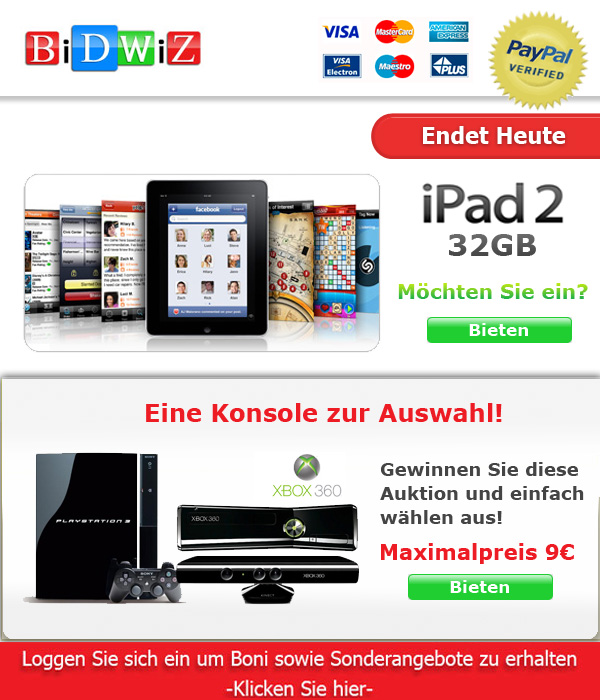 BiDWiZ
VISA
MasterCard
AMERICAN EXPRESS
VISA Electron
Maestro
PLUS
PayPal
VERIFIED
Endet Heute
iPad 2
32GB
Möchten Sie ein?
Bieten
facebook
Eine Konsole zur Auswahl!
PLAYSTATION 3
SONY
XBOX 360
XBOX 360
XBOX 360
Gewinnen Sie diese
Auktion und einfach
wählen aus!
Maximalpreis 9€
Bieten
Loggen Sie sich ein um Boni sowie Sonderangebote zu erhalten
-Klicken Sie hier-